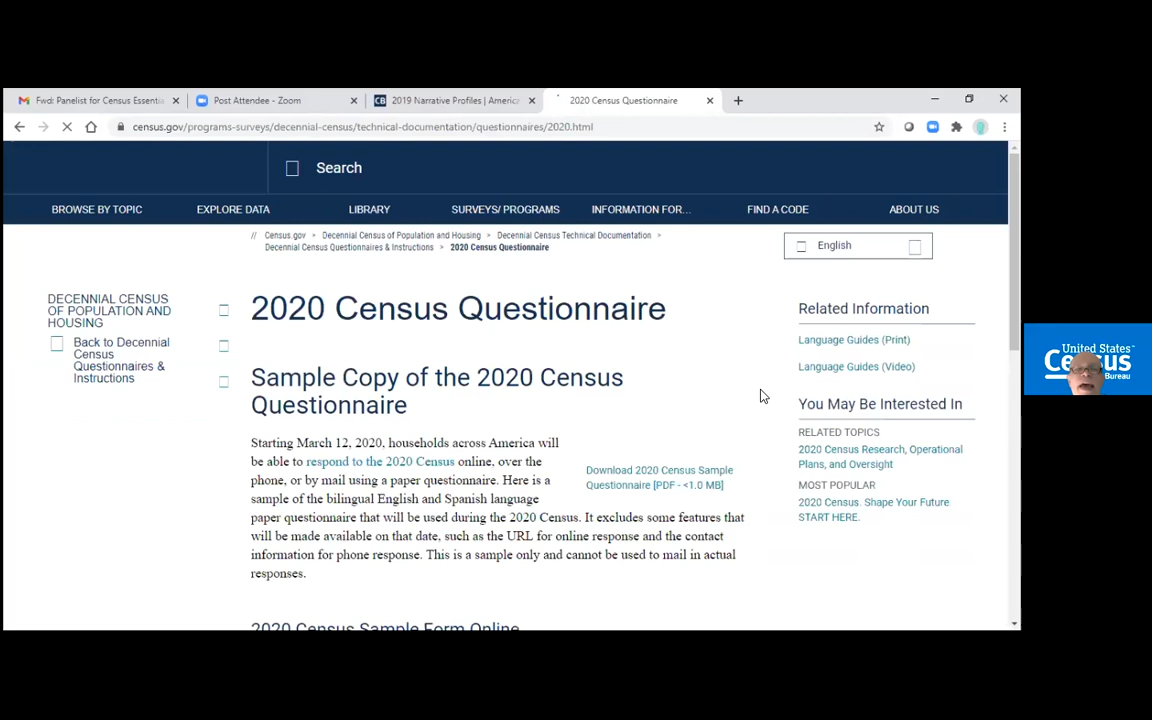 Fwd: Panelist for Census Essentia
Post Attendee - Zoom
CB 2019 Narrative Profiles | America
2020 Census Questionnaire
census.gov/programs-surveys/decennial-census/technical-documentation/questionnaires/2020.html
Search
BROWSE BY TOPIC EXPLORE DATA LIBRARY SURVEYS/ PROGRAMS INFORMATION FOR... FIND A CODE ABOUT US
// Census.gov > Decennial Census of Population and Housing > Decennial Census Technical Documentation >
Decennial Census Questionnaires & Instructions > 2020 Census Questionnaire
English
DECENNIAL CENSUS
OF POPULATION AND
HOUSING
Back to Decennial
Census
Questionnaires &
Instructions
2020 Census Questionnaire
Sample Copy of the 2020 Census
Questionnaire
Starting March 12, 2020, households across America will
be able to respond to the 2020 Census online, over the
phone, or by mail using a paper questionnaire. Here is a
sample of the bilingual English and Spanish language
paper questionnaire that will be used during the 2020 Census. It excludes some features that
will be made available on that date, such as the URL for online response and the contact
information for phone response. This is a sample only and cannot be used to mail in actual
responses.
Download 2020 Census Sample
Questionnaire [PDF - <1.0 MB]
2020 Census Sample Form Online
Related Information
Language Guides (Print)
Language Guides (Video)
You May Be Interested In
RELATED TOPICS
2020 Census Research, Operational
Plans, and Oversight
MOST POPULAR
2020 Census. Shape Your Future
START HERE.
United States
Census
Bureau